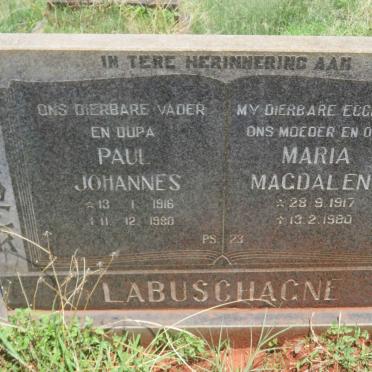 IN TERE HERINNERING AAN
ONS DIERBARE VADER
EN OUPA
PAUL
JOHANNES
☆ 13 1 1916
11. 12. 1980
MY DIERBARE
ONS MOEDER EN
MARIA
MAGDALEN
☆ 28.9.1917
13.2.1980
PS. 23
LABUSCHAGNE